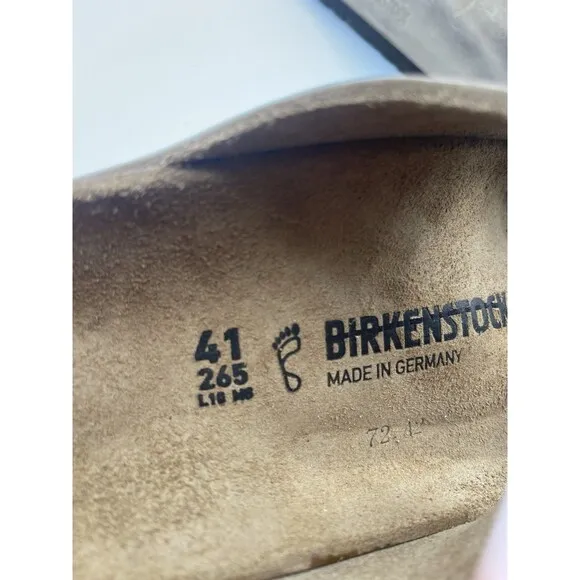 41
265
L10 M8
BIRKENSTOCK
MADE IN GERMANY